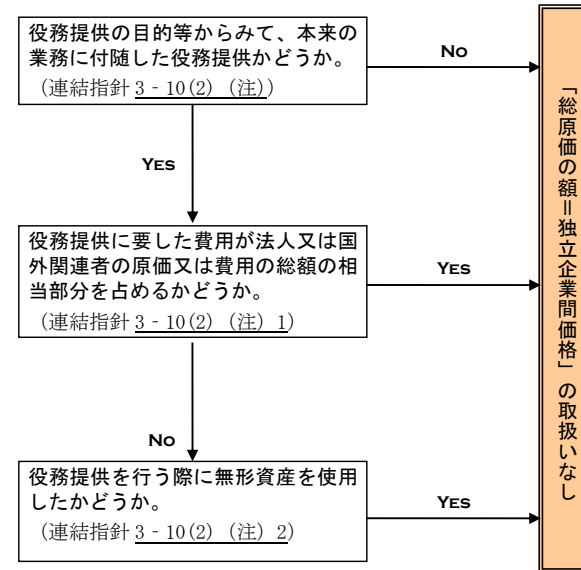 役務提供の目的等からみて、本来の
業務に付随した役務提供かどうか。
（連結指針 3‐10(2)（注））
NO
YES
役務提供に要した費用が法人又は国
外関連者の原価又は費用の総額の相
当部分を占めるかどうか。
（連結指針 3‐10(2)（注）1）
YES
NO
役務提供を行う際に無形資産を使用
したかどうか。
（連結指針 3‐10(2)（注）2）
YES
「総原価の額＝独立企業間価格」の取扱いなし